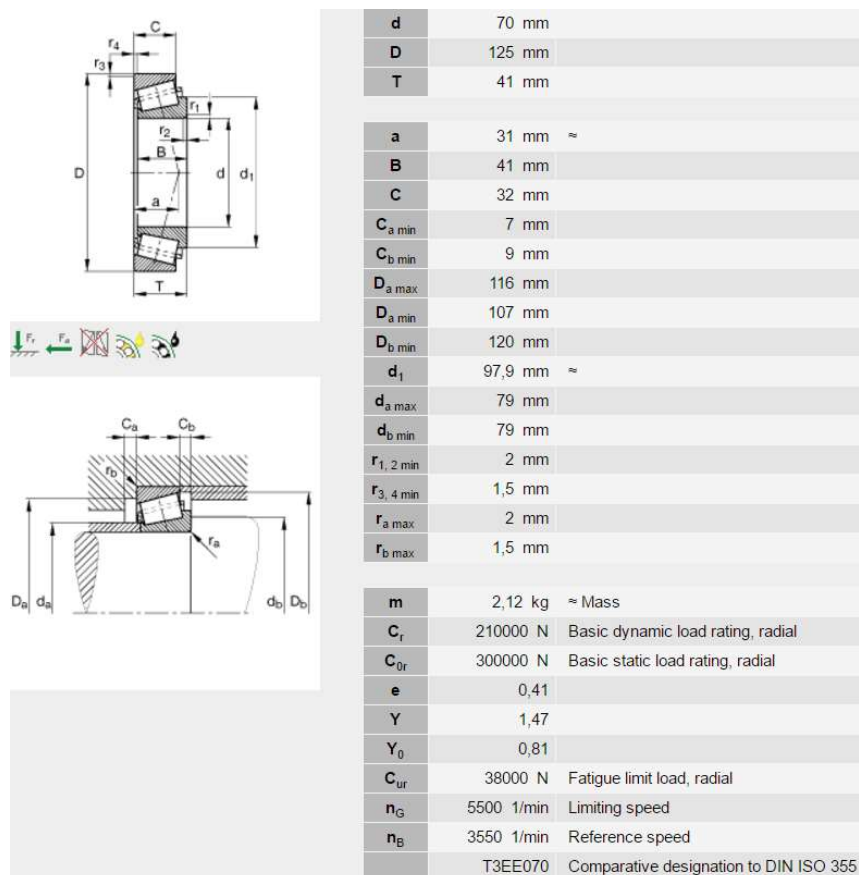 C
r4
r3
r1
r2
B
D
d
d1
a
T
Fr
Fa
Ca
Cb
rb
ra
Da
da
db
Db
d 70 mm
D 125 mm
T 41 mm
a 31 mm ≈
B 41 mm
C 32 mm
Ca min 7 mm
Cb min 9 mm
Da max 116 mm
Da min 107 mm
Db min 120 mm
d1 97,9 mm ≈
da max 79 mm
db min 79 mm
r1, 2 min 2 mm
r3, 4 min 1,5 mm
ra max 2 mm
rb max 1,5 mm
m 2,12 kg ≈ Mass
Cr 210000 N Basic dynamic load rating, radial
C0r 300000 N Basic static load rating, radial
e 0,41
Y 1,47
Y0 0,81
Cur 38000 N Fatigue limit load, radial
nG 5500 1/min Limiting speed
nB 3550 1/min Reference speed
T3EE070 Comparative designation to DIN ISO 355